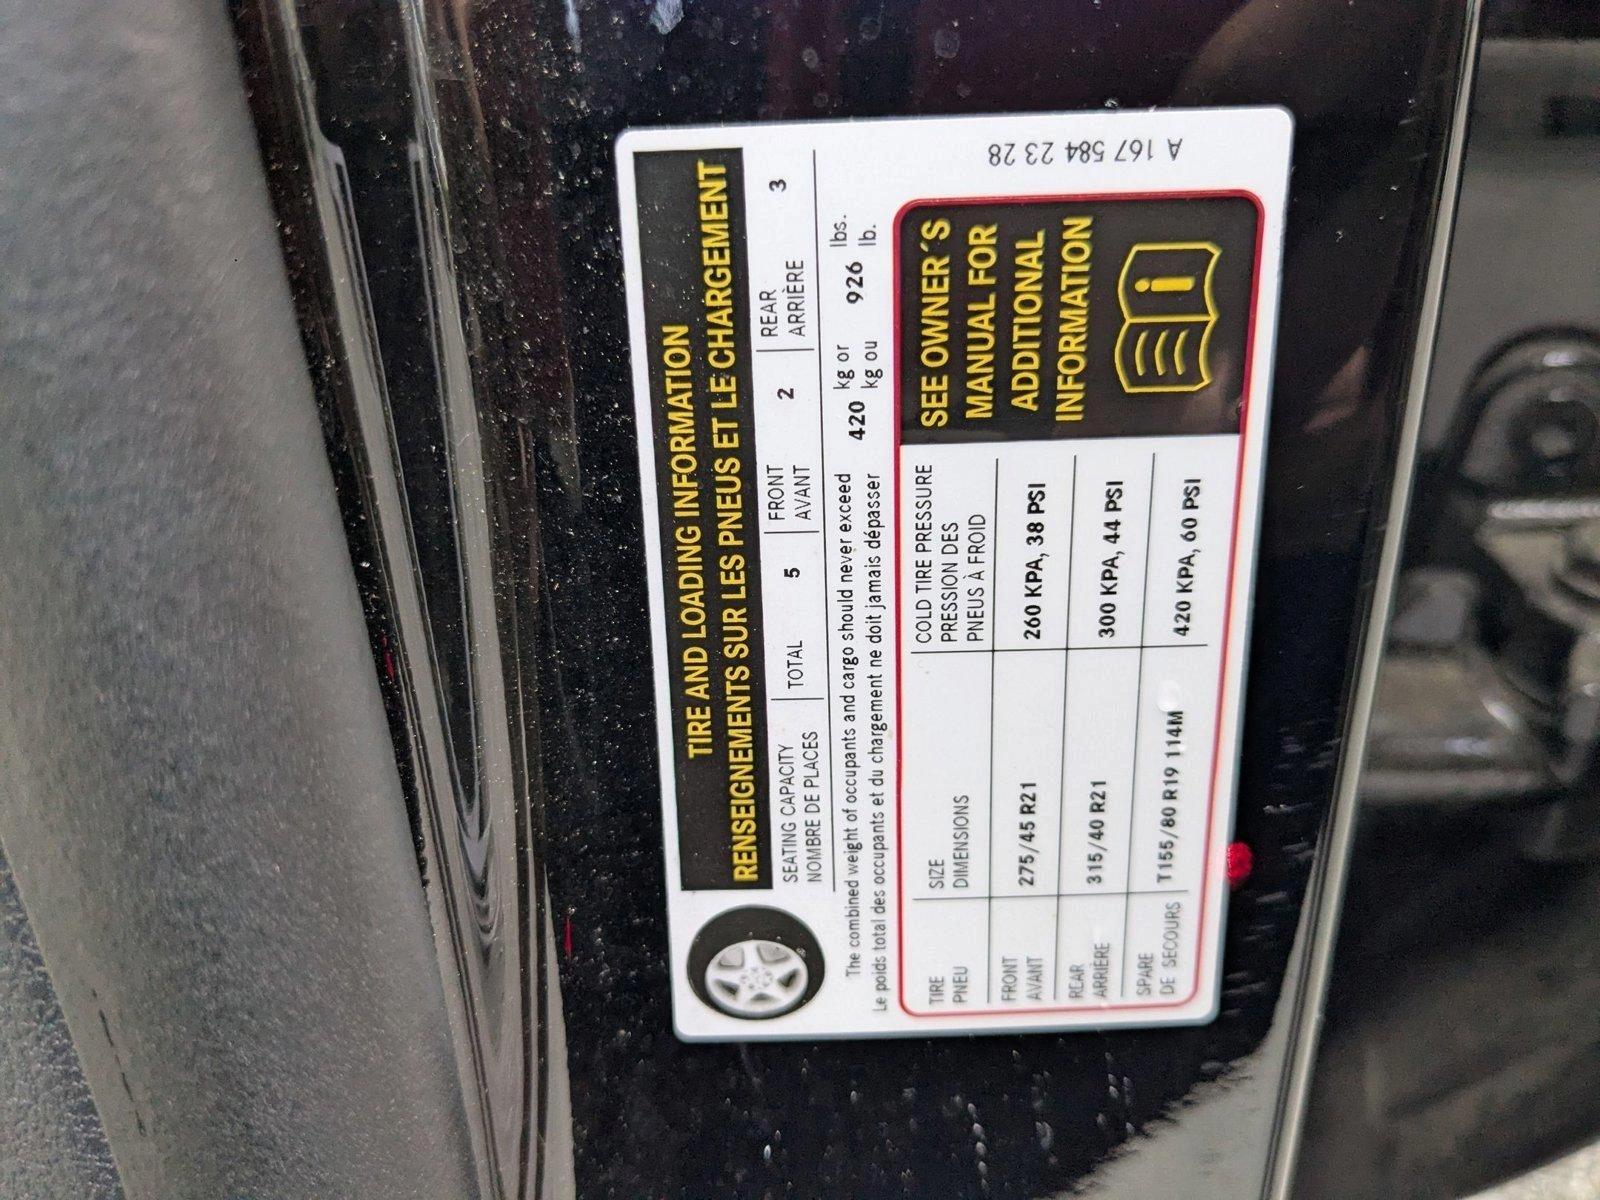 TIRE AND LOADING INFORMATION
RENSEIGNEMENTS SUR LES PNEUS ET LE CHARGEMENT
SEATING CAPACITY
NOMBRE DE PLACES
TOTAL 5
FRONT
AVANT
2
REAR
ARRIÈRE
3
The combined weight of occupants and cargo should never exceed 420 kg or 926 lbs.
Le poids total des occupants et du chargement ne doit jamais dépasser kg ou lb.
TIRE
PNEU
SIZE
DIMENSIONS
COLD TIRE PRESSURE
PRESSION DES
PNEUS À FROID
FRONT
AVANT
275/45 R21
260 KPA, 38 PSI
REAR
ARRIÈRE
315/40 R21
300 KPA, 44 PSI
SPARE
DE SECOURS
T155/80 R19 114M
420 KPA, 60 PSI
SEE OWNER'S
MANUAL FOR
ADDITIONAL
INFORMATION
A 167 584 23 28